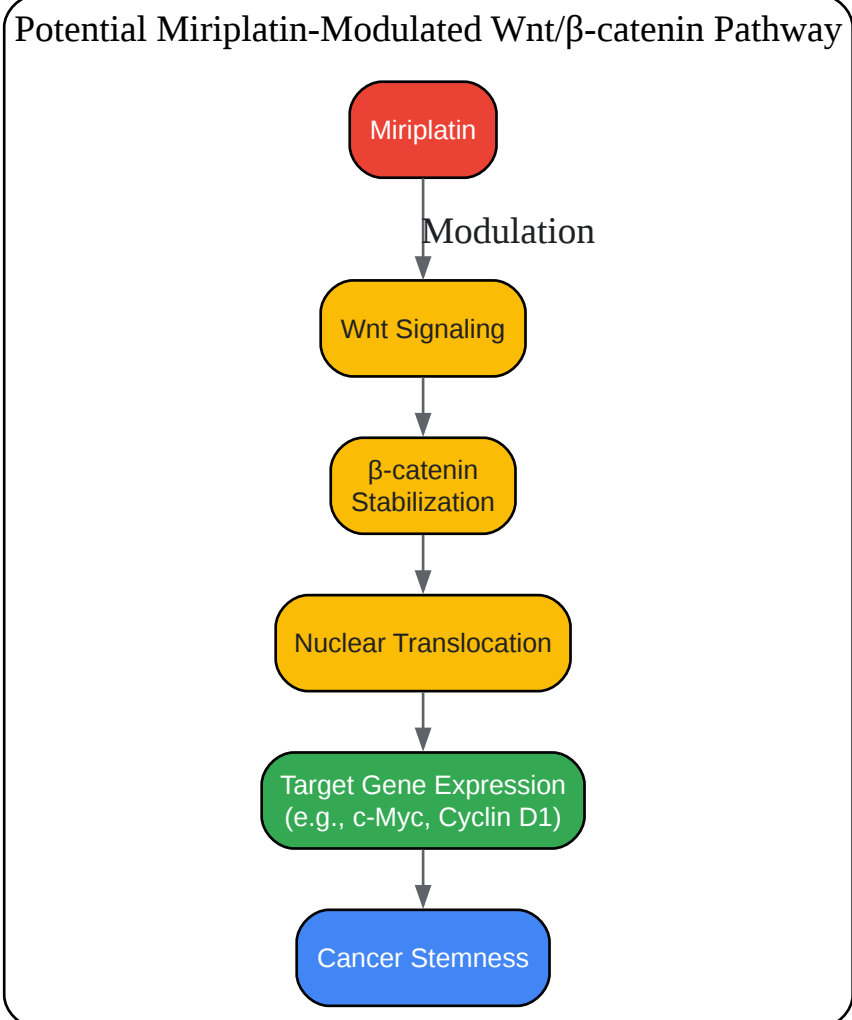 Potential Miriplatin-Modulated Wnt/β-catenin Pathway
Miriplatin
Modulation
Wnt Signaling
β-catenin
Stabilization
Nuclear Translocation
Target Gene Expression
(e.g., c-Myc, Cyclin D1)
Cancer Stemness